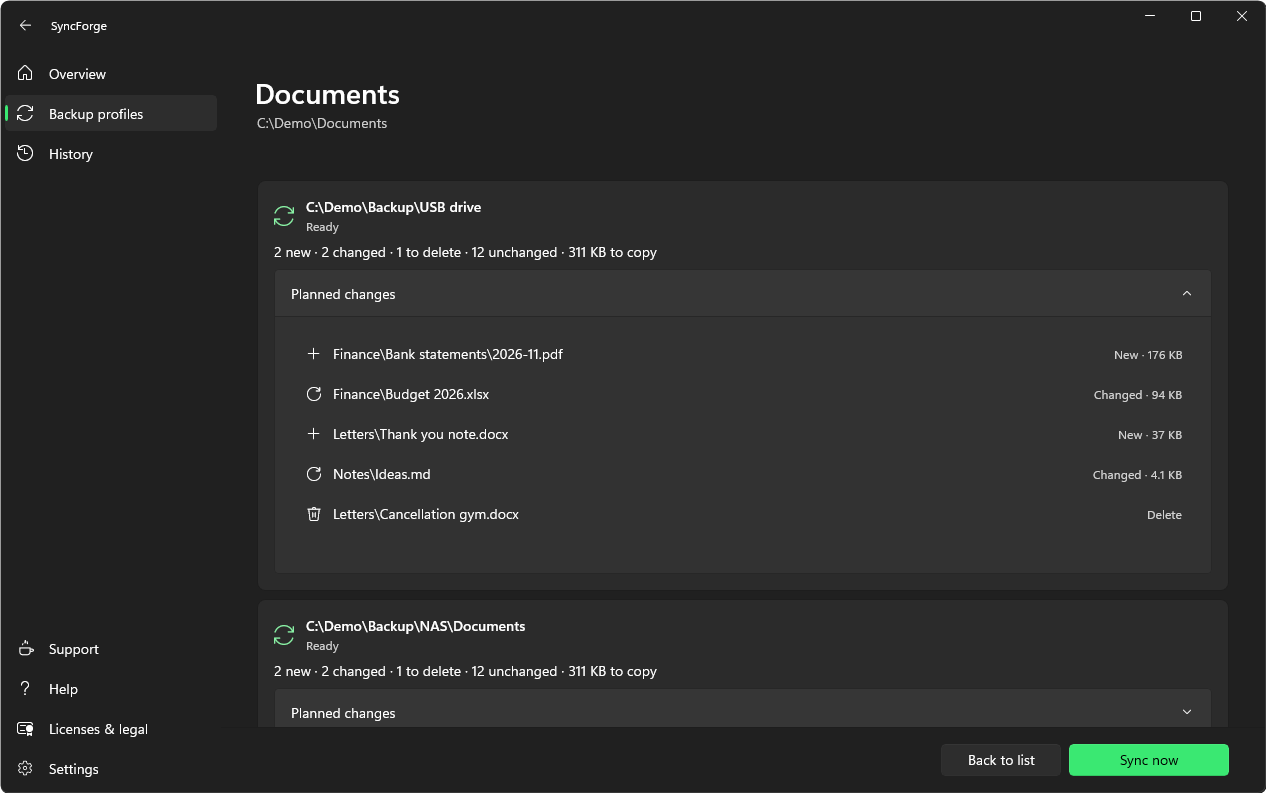 SyncForge
Overview
Backup profiles
History
Documents
C:\Demo\Documents
C:\Demo\Backup\USB drive
Ready
2 new · 2 changed · 1 to delete · 12 unchanged · 311 KB to copy
Planned changes
Finance\Bank statements\2026-11.pdf New · 176 KB
Finance\Budget 2026.xlsx Changed · 94 KB
Letters\Thank you note.docx New · 37 KB
Notes\Ideas.md Changed · 4.1 KB
Letters\Cancellation gym.docx Delete
C:\Demo\Backup\NAS\Documents
Ready
2 new · 2 changed · 1 to delete · 12 unchanged · 311 KB to copy
Planned changes
Support
Help
Licenses & legal
Settings
Back to list
Sync now